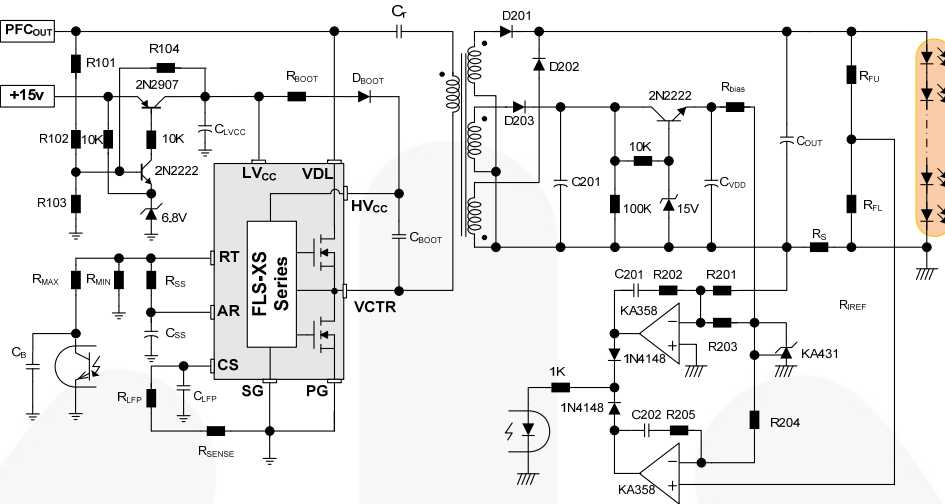 PFCOUT
R101
R104
2N2907
+15v
R102
10K
10K
CLVCC
2N2222
R103
6.8V
RBOOT
DBOOT
Cr
LVCC
VDL
HVCC
CBOOT
FLS-XS
Series
RT
AR
CS
SG
PG
VCTR
RMAX
RMIN
RSS
CSS
CB
RLFP
CLFP
RSENSE
D201
D202
D203
C201
2N2222
Rbias
10K
100K
15V
CVDD
COUT
RFU
RFL
RS
C201
R202
R201
KA358
R203
RIREF
KA431
1N4148
1K
1N4148
C202
R205
R204
KA358